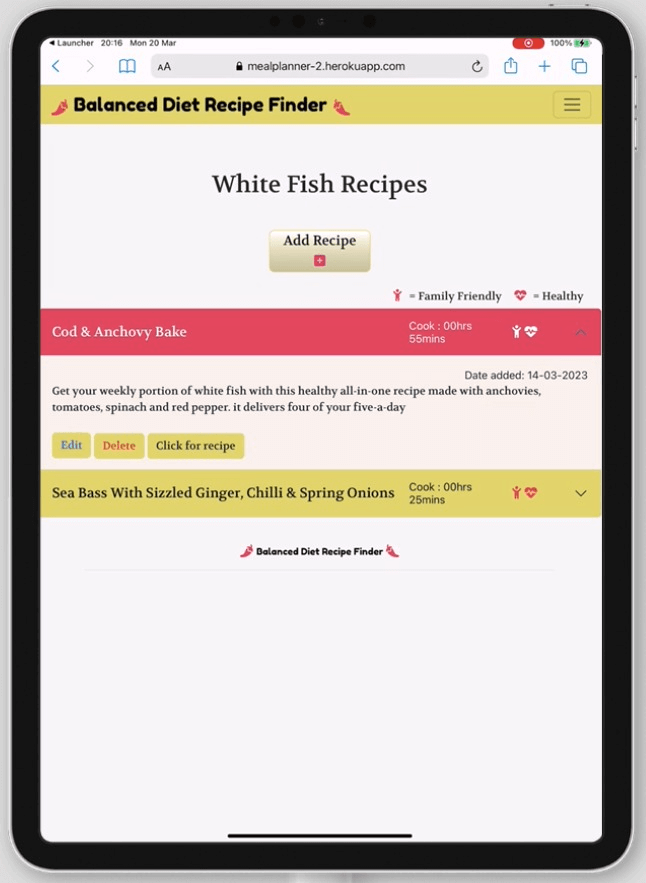 Launcher 20:16 Mon 20 Mar 100%
AA mealplanner-2.herokuapp.com
Balanced Diet Recipe Finder
White Fish Recipes
Add Recipe
= Family Friendly = Healthy
Cod & Anchovy Bake
Cook : 00hrs
55mins
Date added: 14-03-2023
Get your weekly portion of white fish with this healthy all-in-one recipe made with anchovies,
tomatoes, spinach and red pepper. it delivers four of your five-a-day
Edit Delete Click for recipe
Sea Bass With Sizzled Ginger, Chilli & Spring Onions
Cook : 00hrs
25mins
Balanced Diet Recipe Finder